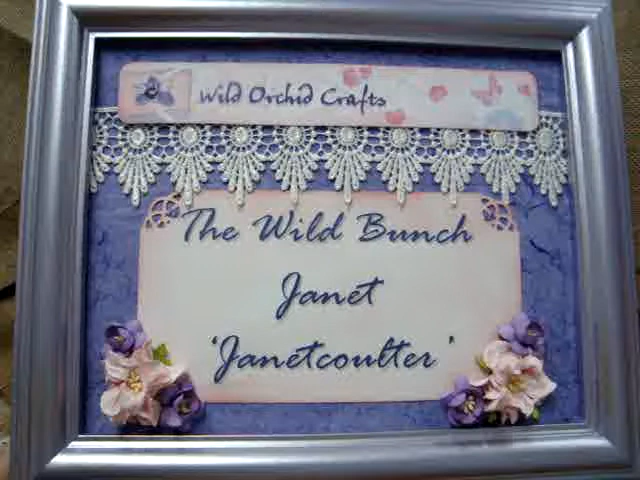 Wild Orchid Crafts
The Wild Bunch
Janet
'Janetcoulter'